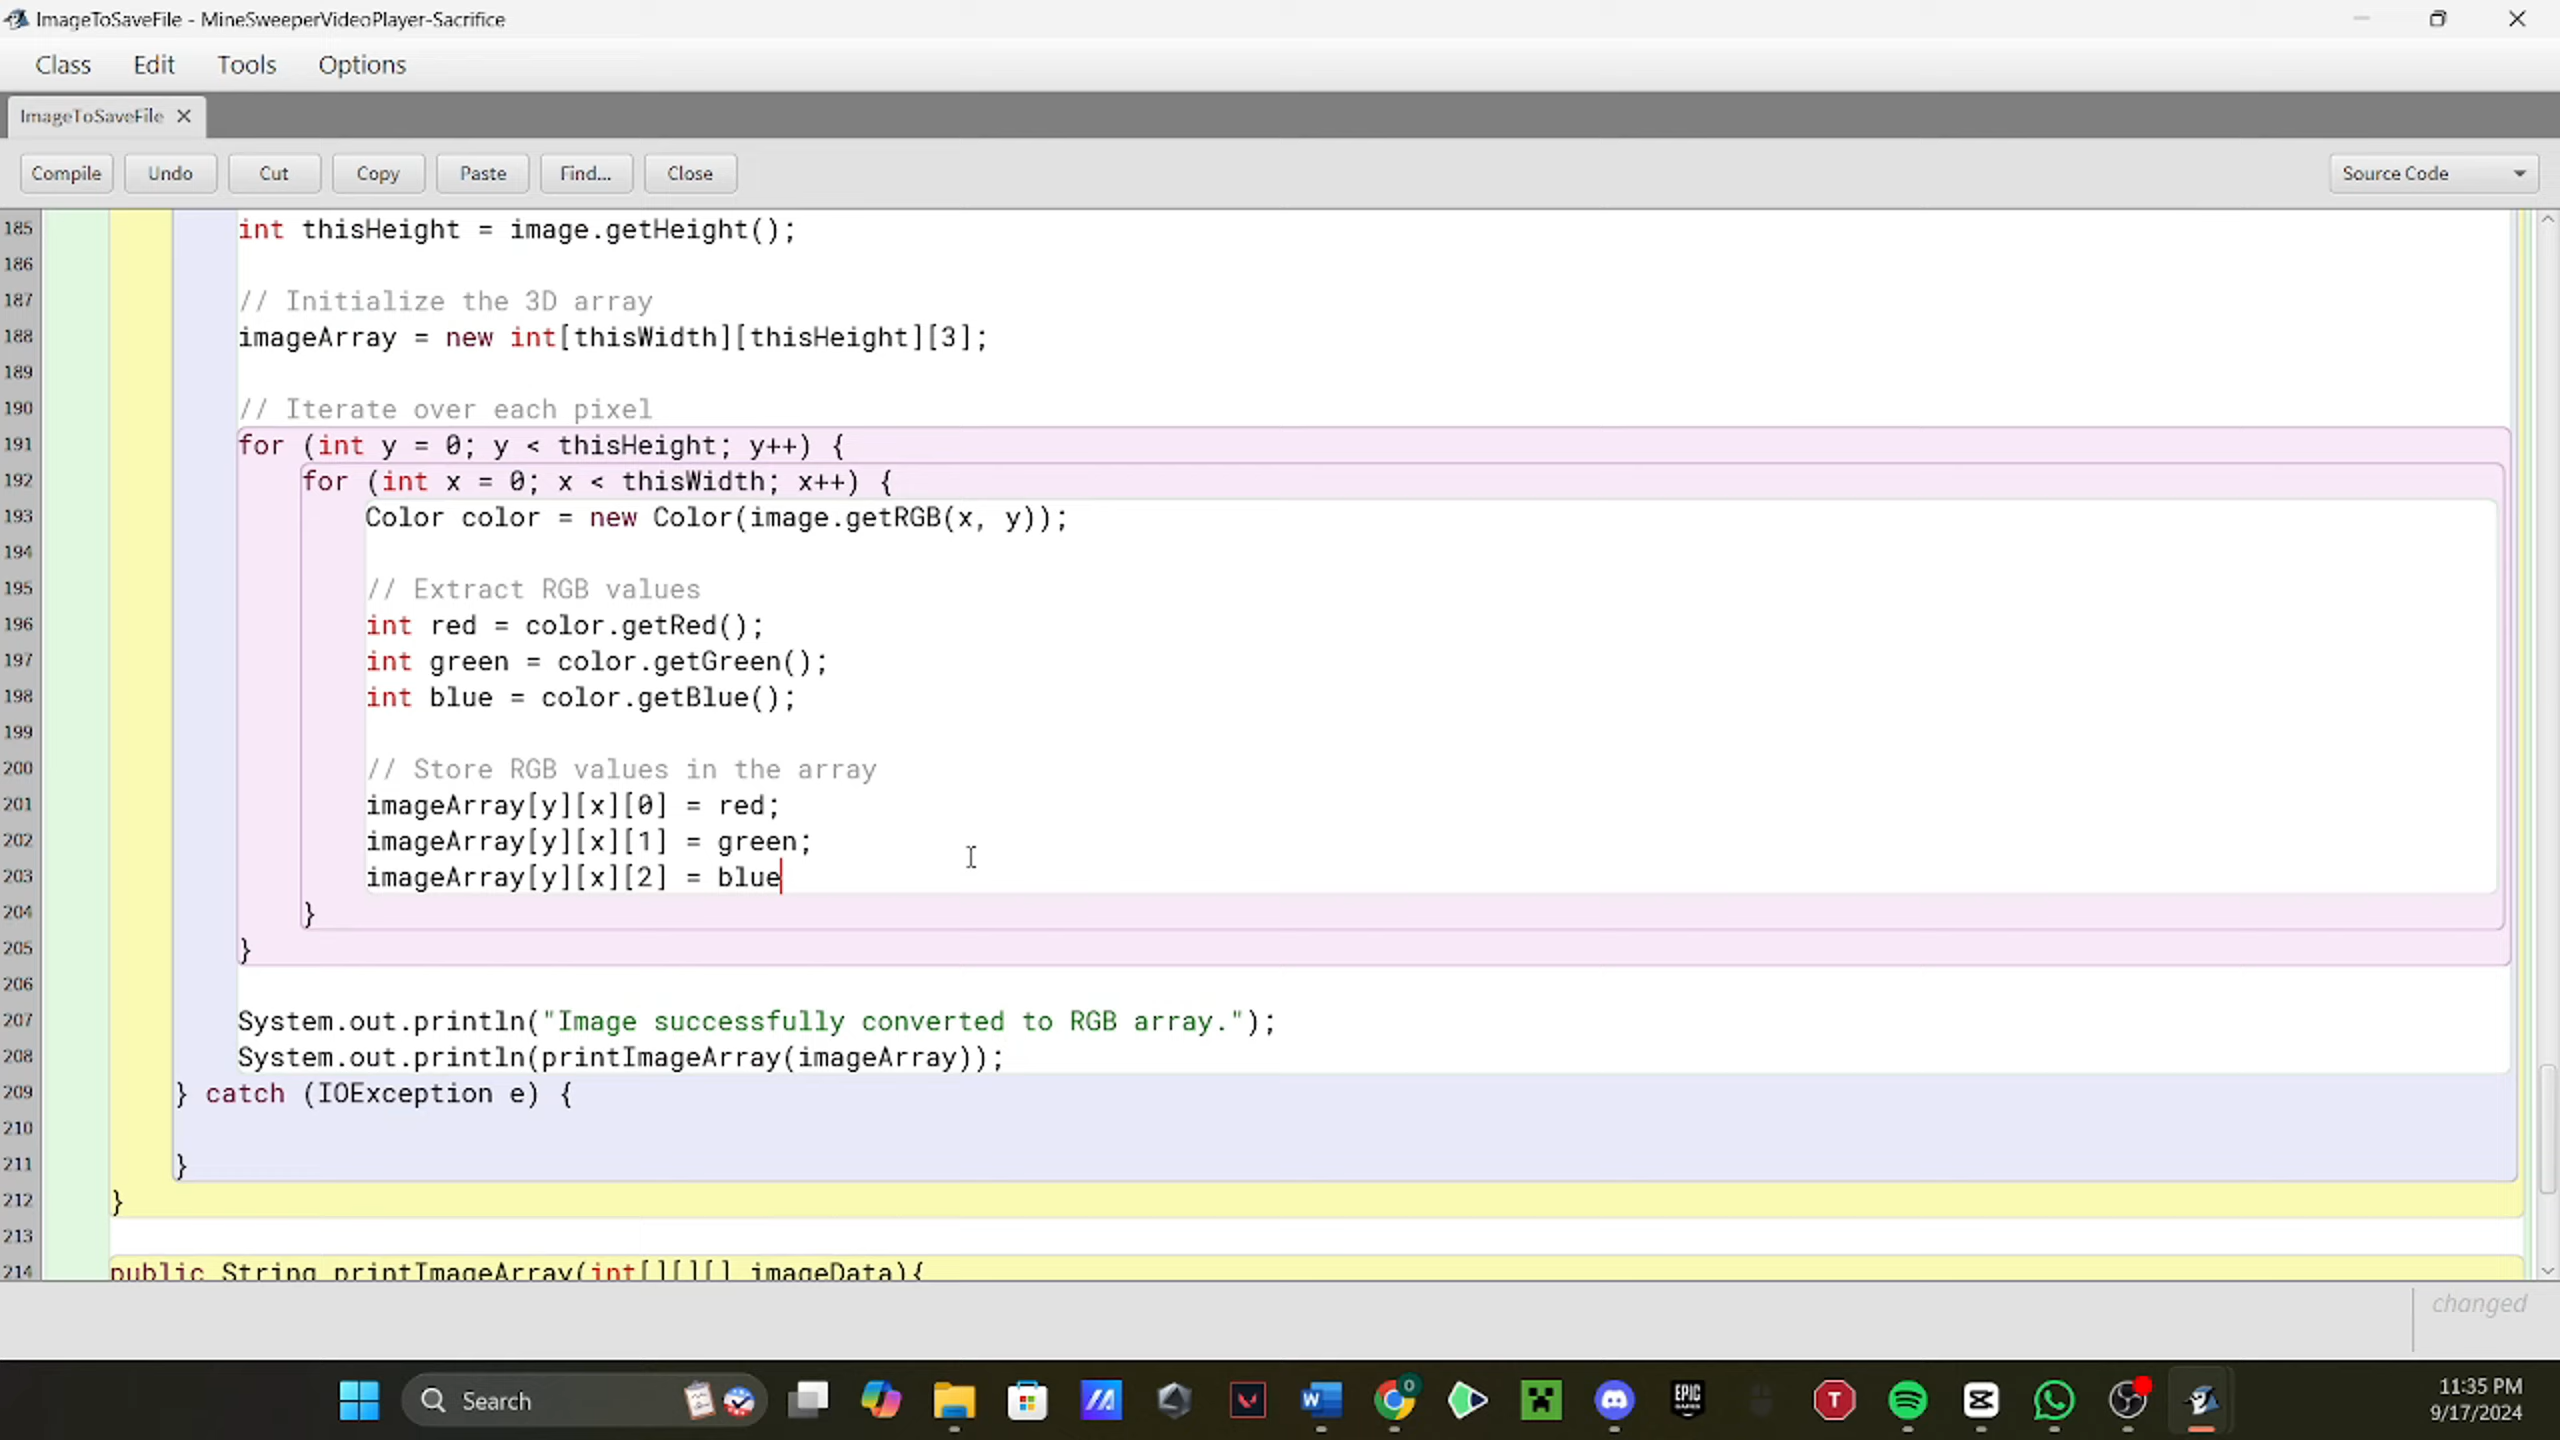 ImageToSaveFile - MineSweeperVideoPlayer-Sacrifice
Class Edit Tools Options
ImageToSaveFile ✕
Compile Undo Cut Copy Paste Find... Close Source Code
185 int thisHeight = image.getHeight();
186
187 // Initialize the 3D array
188 imageArray = new int[thisWidth][thisHeight][3];
189
190 // Iterate over each pixel
191 for (int y = 0; y < thisHeight; y++) {
192 for (int x = 0; x < thisWidth; x++) {
193 Color color = new Color(image.getRGB(x, y));
194
195 // Extract RGB values
196 int red = color.getRed();
197 int green = color.getGreen();
198 int blue = color.getBlue();
199
200 // Store RGB values in the array
201 imageArray[y][x][0] = red;
202 imageArray[y][x][1] = green;
203 imageArray[y][x][2] = blue
204 }
205 }
206
207 System.out.println("Image successfully converted to RGB array.");
208 System.out.println(printImageArray(imageArray));
209 } catch (IOException e) {
210
211 }
212 }
213
214 public String printImageArray(int[][][] imageData){
changed
Search
EPIC GAMES
0
T
11:35 PM
9/17/2024